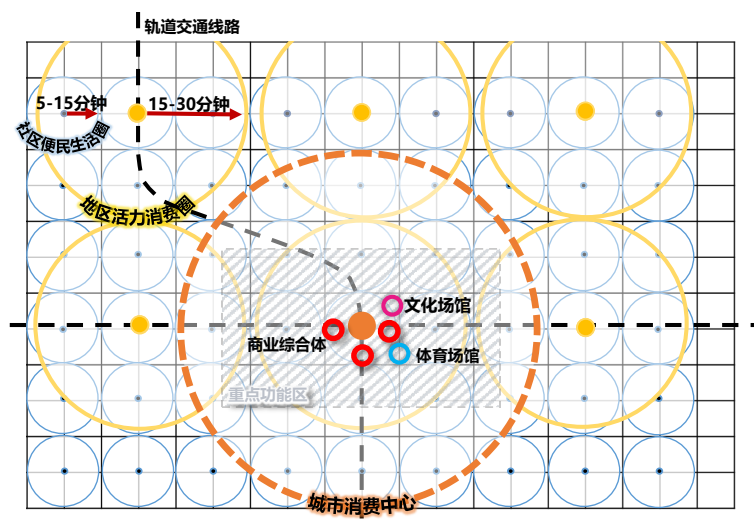 轨道交通线路
5-15分钟
15-30分钟
社区便民生活圈
地区活力消费圈
文化场馆
商业综合体
体育场馆
重点功能区
城市消费中心